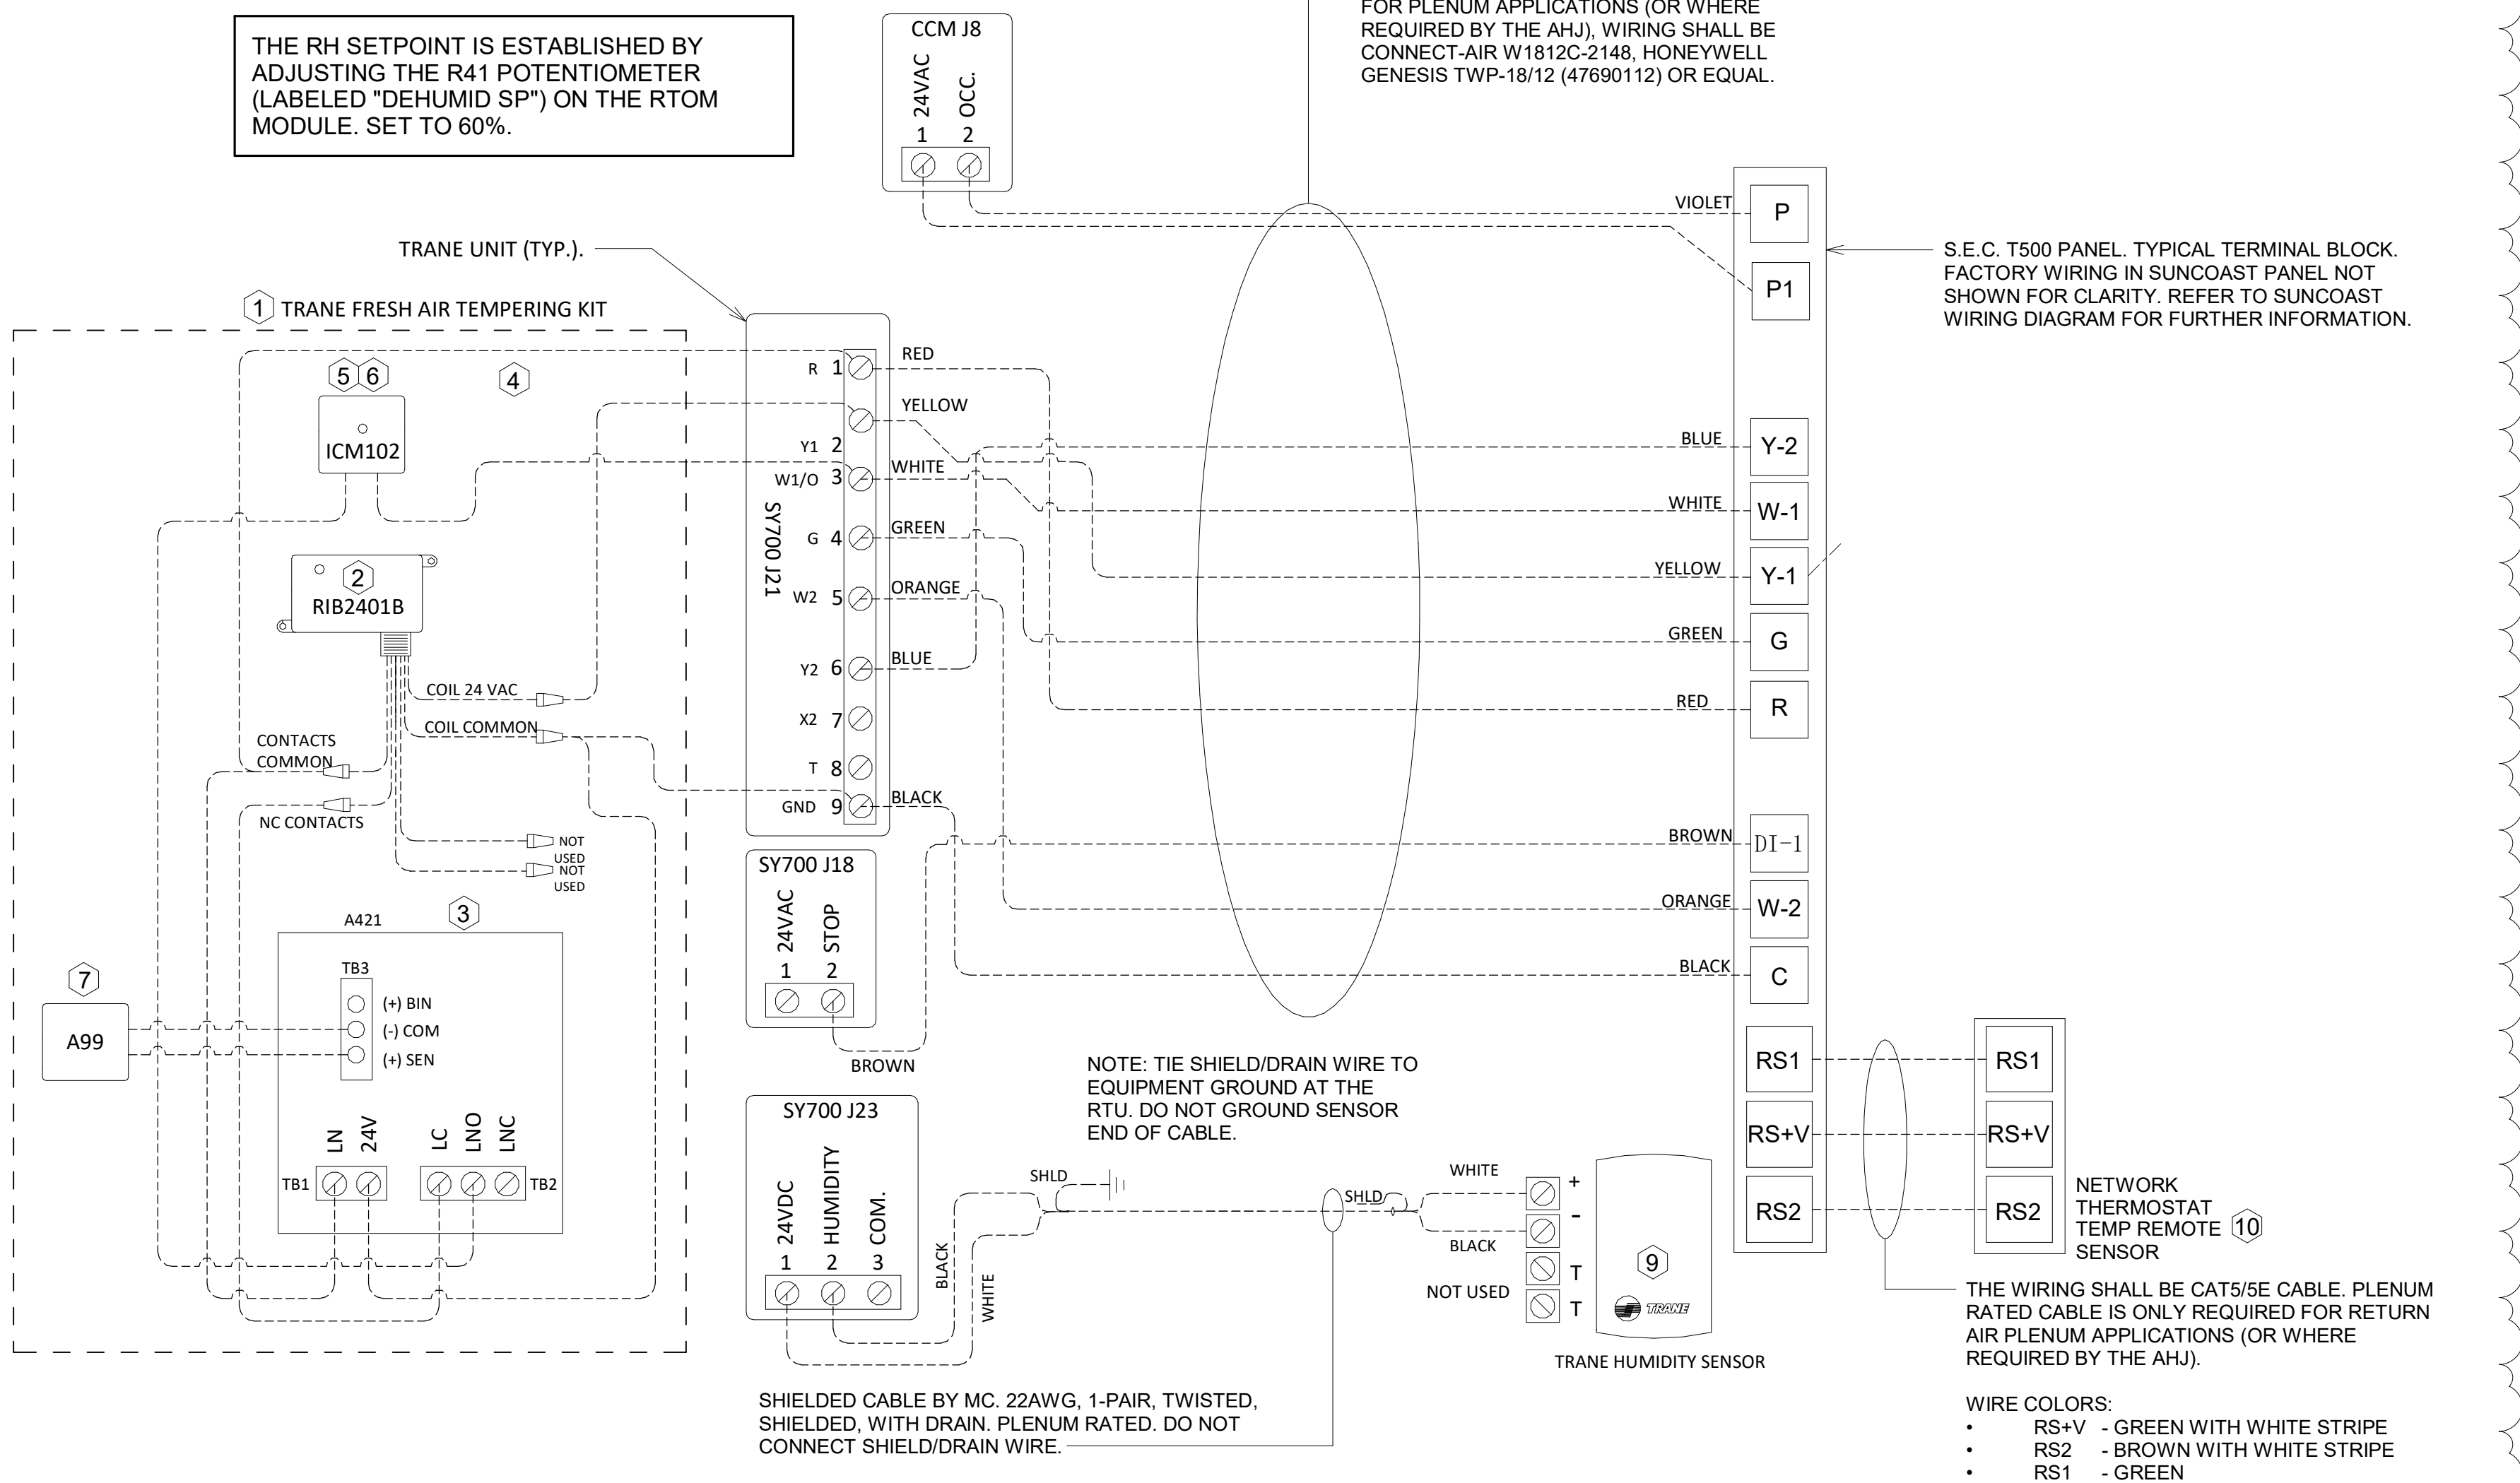 FOR PLENUM APPLICATIONS (OR WHERE
REQUIRED BY THE AHJ), WIRING SHALL BE
CONNECT-AIR W1812C-2148, HONEYWELL
GENESIS TWP-18/12 (47690112) OR EQUAL.
THE RH SETPOINT IS ESTABLISHED BY
ADJUSTING THE R41 POTENTIOMETER
(LABELED "DEHUMID SP") ON THE RTOM
MODULE. SET TO 60%.
CCM J8
24VAC
OCC.
1 2
TRANE UNIT (TYP.).
1 TRANE FRESH AIR TEMPERING KIT
5 6
4
ICM102
2
RIB2401B
COIL 24 VAC
COIL COMMON
CONTACTS
COMMON
NC CONTACTS
NOT
USED
NOT
USED
3
A421
7
A99
TB3
(+) BIN
(-) COM
(+) SEN
LN
24V
LC
LNO
LNC
TB1
TB2
SY700 J21
R 1
Y1 2
W1/O 3
G 4
W2 5
Y2 6
X2 7
T 8
GND 9
RED
YELLOW
WHITE
GREEN
ORANGE
BLUE
BLACK
SY700 J18
24VAC
STOP
1 2
BROWN
SY700 J23
24VDC
HUMIDITY
COM.
1 2 3
BLACK
WHITE
NOTE: TIE SHIELD/DRAIN WIRE TO
EQUIPMENT GROUND AT THE
RTU. DO NOT GROUND SENSOR
END OF CABLE.
SHLD
SHLD
WHITE
BLACK
NOT USED
+
-
T
T
9
TRANE
TRANE HUMIDITY SENSOR
SHIELDED CABLE BY MC. 22AWG, 1-PAIR, TWISTED,
SHIELDED, WITH DRAIN. PLENUM RATED. DO NOT
CONNECT SHIELD/DRAIN WIRE.
VIOLET
P
P1
BLUE
Y-2
WHITE
W-1
YELLOW
Y-1
GREEN
G
RED
R
BROWN
DI-1
ORANGE
W-2
BLACK
C
RS1
RS+V
RS2
RS1
RS+V
RS2
S.E.C. T500 PANEL. TYPICAL TERMINAL BLOCK.
FACTORY WIRING IN SUNCOAST PANEL NOT
SHOWN FOR CLARITY. REFER TO SUNCOAST
WIRING DIAGRAM FOR FURTHER INFORMATION.
NETWORK
THERMOSTAT
TEMP REMOTE 10
SENSOR
THE WIRING SHALL BE CAT5/5E CABLE. PLENUM
RATED CABLE IS ONLY REQUIRED FOR RETURN
AIR PLENUM APPLICATIONS (OR WHERE
REQUIRED BY THE AHJ).
WIRE COLORS:
• RS+V - GREEN WITH WHITE STRIPE
• RS2 - BROWN WITH WHITE STRIPE
• RS1 - GREEN